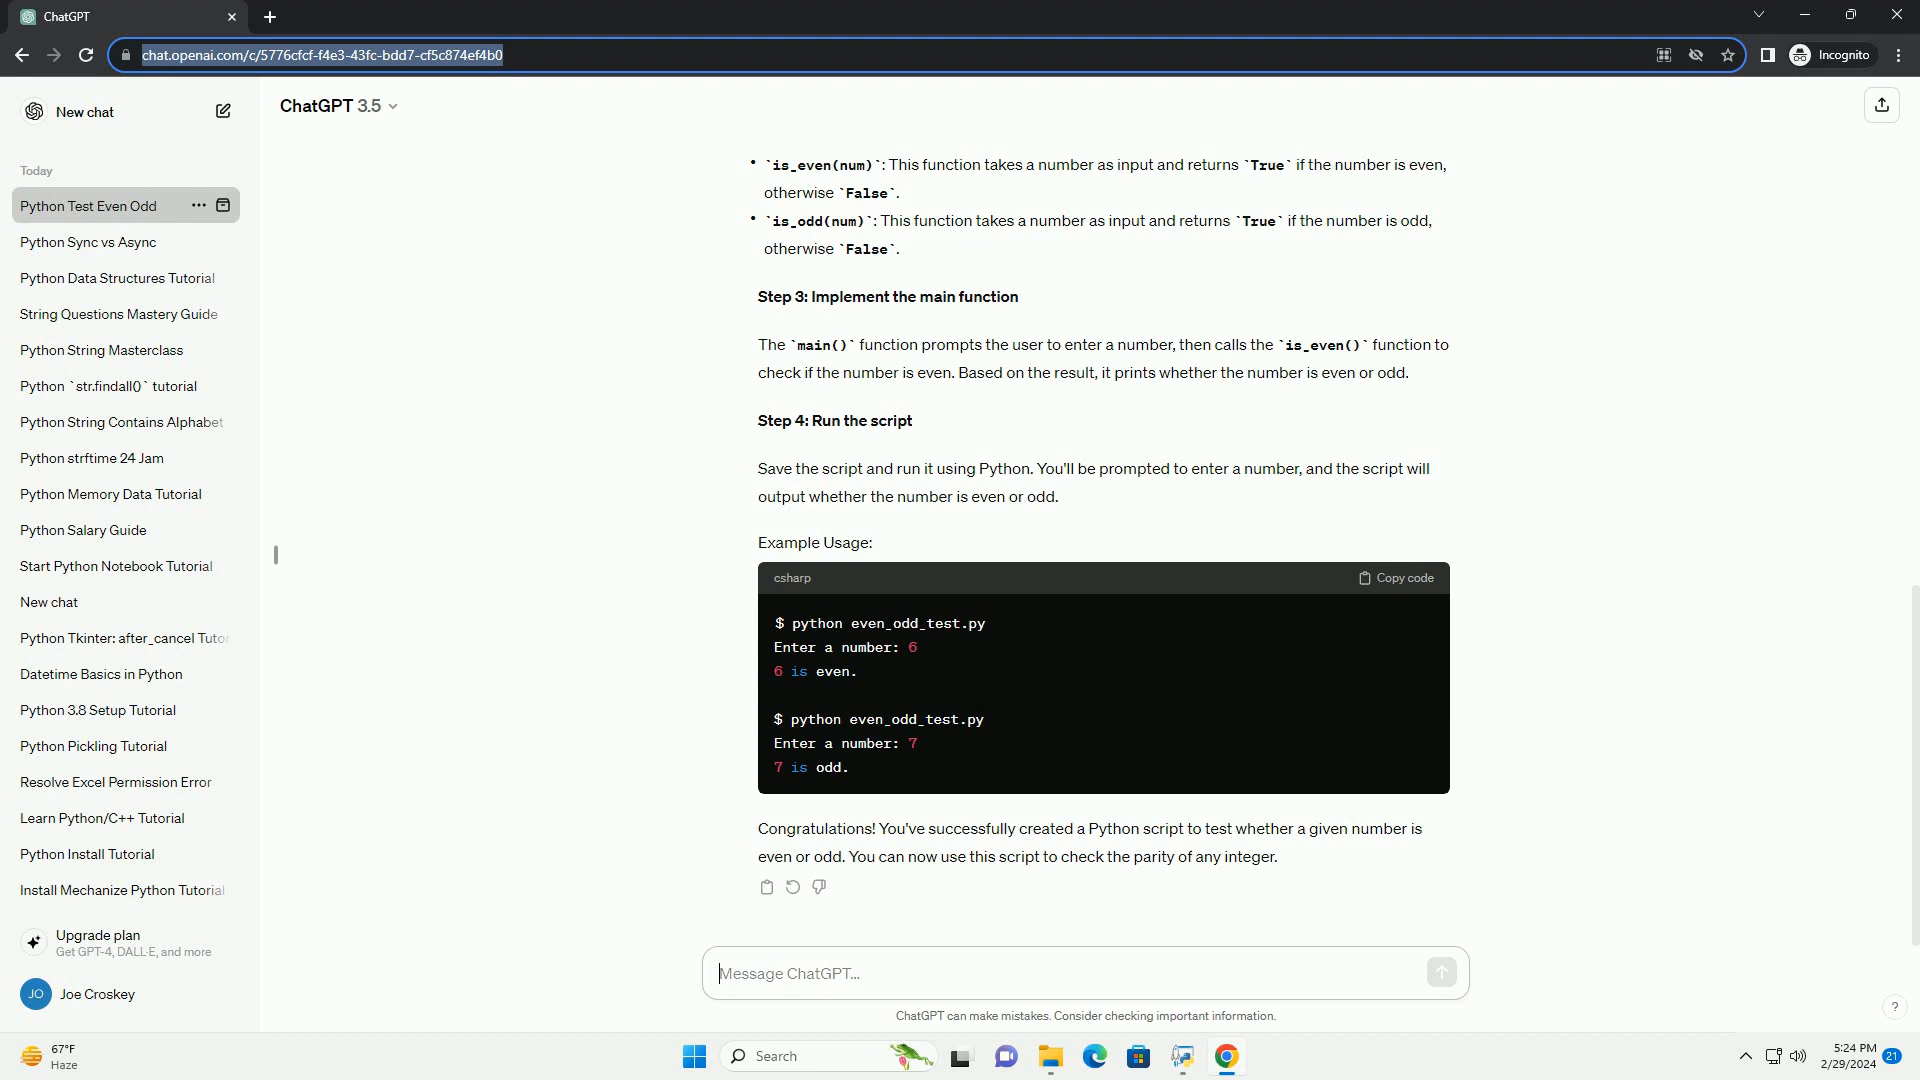 ChatGPT
chat.openai.com/c/5776cfcf-f4e3-43fc-bdd7-cf5c874ef4b0
Incognito
New chat
Today
Python Test Even Odd
Python Sync vs Async
Python Data Structures Tutorial
String Questions Mastery Guide
Python String Masterclass
Python `str.findall()` tutorial
Python String Contains Alphabet
Python strftime 24 Jam
Python Memory Data Tutorial
Python Salary Guide
Start Python Notebook Tutorial
New chat
Python Tkinter: after_cancel Tutor
Datetime Basics in Python
Python 3.8 Setup Tutorial
Python Pickling Tutorial
Resolve Excel Permission Error
Learn Python/C++ Tutorial
Python Install Tutorial
Install Mechanize Python Tutorial
Upgrade plan
Get GPT-4, DALL·E, and more
JO Joe Croskey
ChatGPT 3.5
• `is_even(num)`: This function takes a number as input and returns `True` if the number is even,
otherwise `False`.
• `is_odd(num)`: This function takes a number as input and returns `True` if the number is odd,
otherwise `False`.
Step 3: Implement the main function
The `main()` function prompts the user to enter a number, then calls the `is_even()` function to
check if the number is even. Based on the result, it prints whether the number is even or odd.
Step 4: Run the script
Save the script and run it using Python. You'll be prompted to enter a number, and the script will
output whether the number is even or odd.
Example Usage:
csharp
Copy code
$ python even_odd_test.py
Enter a number: 6
6 is even.
$ python even_odd_test.py
Enter a number: 7
7 is odd.
Congratulations! You've successfully created a Python script to test whether a given number is
even or odd. You can now use this script to check the parity of any integer.
Message ChatGPT...
ChatGPT can make mistakes. Consider checking important information.
?
67°F
Haze
Search
5:24 PM
2/29/2024
21